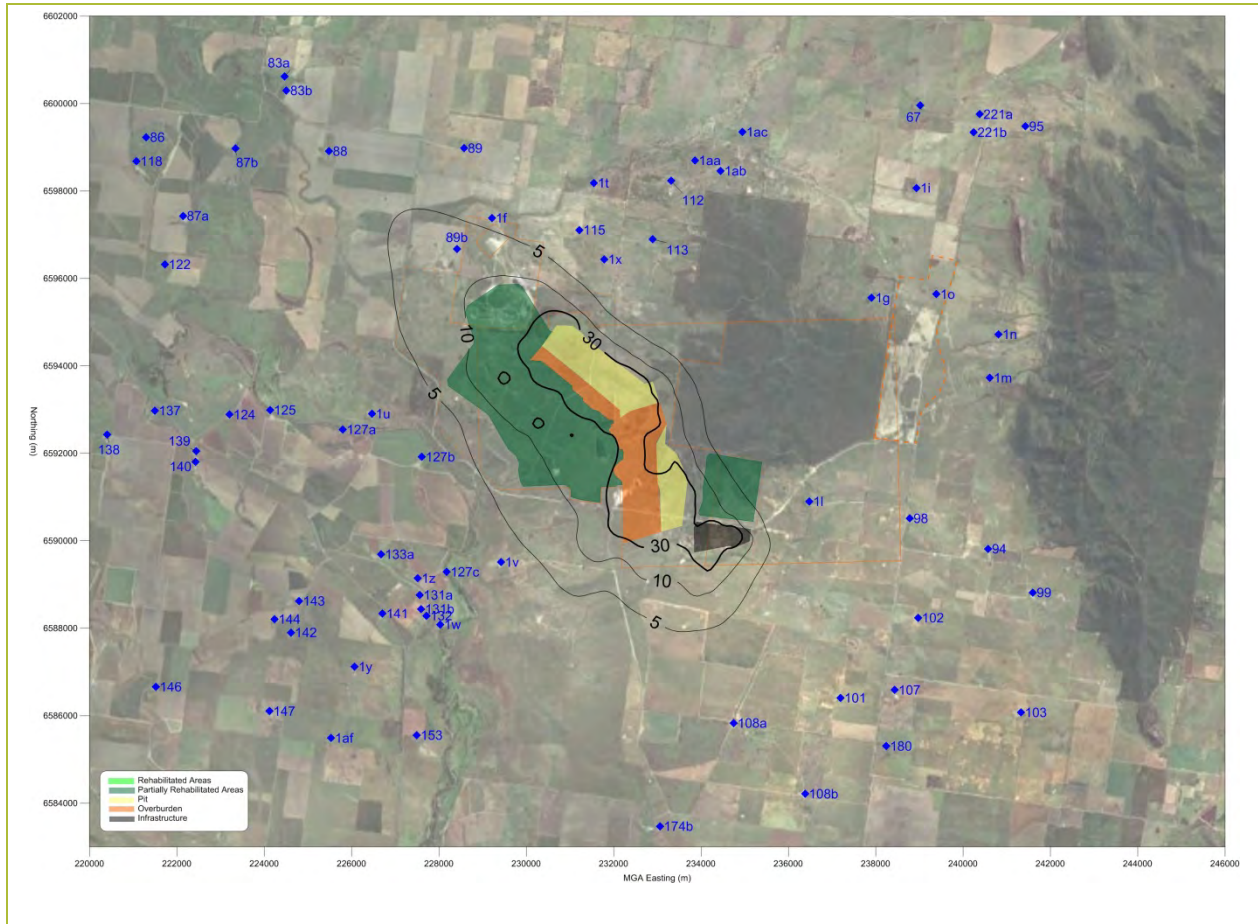 6602000
83a
83b
6600000
67
221a
221b
95
86
118
87b
88
89
1ac
1aa
1ab
112
1t
1i
6598000
87a
1f
5
115
113
89b
1x
122
6596000
1g
1o
10
30
1n
6594000
0
1m
5
137
124
125
1u
0
127a
138
139
140
127b
6592000
Northing (m)
1l
98
6590000
30
94
133a
1v
127c
1z
10
99
131a
143
131b
5
141
132
102
144
1w
142
6588000
1y
146
107
101
147
103
6586000
108a
153
1af
180
108b
6584000
174b
Rehabilitated Areas
Partially Rehabilitated Areas
Pit
Overburden
Infrastructure
220000
222000
224000
226000
228000
230000
232000
234000
236000
238000
240000
242000
244000
246000
MGA Easting (m)